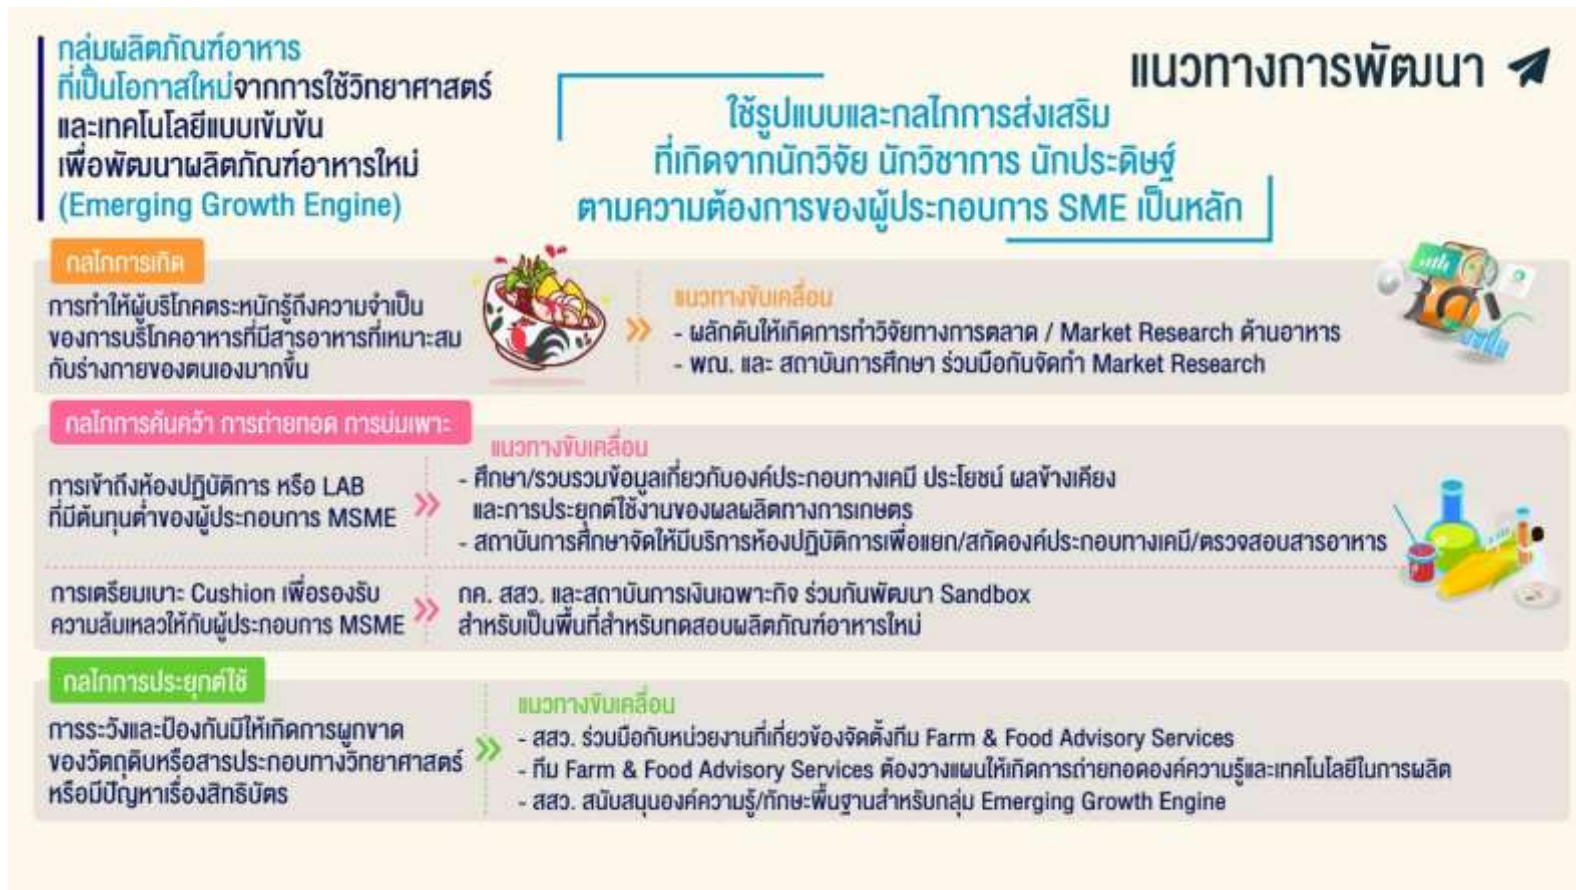 กลุ่มผลิตภัณฑ์อาหาร
ที่เป็นโอกาสใหม่จากการใช้วิทยาศาสตร์
และเทคโนโลยีแบบเข้มข้น
เพื่อพัฒนาผลิตภัณฑ์อาหารใหม่
(Emerging Growth Engine)
แนวทางการพัฒนา
ใช้รูปแบบและกลไกการส่งเสริม
ที่เกิดจากนักวิจัย นักวิชาการ นักประดิษฐ์
ตามความต้องการของผู้ประกอบการ SME เป็นหลัก
กลไกการเกิด
การทำให้ผู้บริโภคตระหนักรู้ถึงความจำเป็น
ของการบริโภคอาหารที่มีสารอาหารที่เหมาะสม
กับร่างกายของตนเองมากขึ้น
แนวทางขับเคลื่อน
- ผลักดันให้เกิดการทำวิจัยทางการตลาด / Market Research ด้านอาหาร
- พณ. และ สถาบันการศึกษา ร่วมมือกันจัดทำ Market Research
กลไกการค้นคว้า การถ่ายทอด การบ่มเพาะ
การเข้าถึงห้องปฏิบัติการ หรือ LAB
ที่มีต้นทุนต่ำของผู้ประกอบการ MSME
แนวทางขับเคลื่อน
- ศึกษา/รวบรวมข้อมูลเกี่ยวกับองค์ประกอบทางเคมี ประโยชน์ ผลข้างเคียง
และการประยุกต์ใช้งานของผลผลิตทางการเกษตร
- สถาบันการศึกษาจัดให้มีบริการห้องปฏิบัติการเพื่อแยก/สกัดองค์ประกอบทางเคมี/ตรวจสอบสารอาหาร
การเตรียมเบาะ Cushion เพื่อรองรับ
ความล้มเหลวให้กับผู้ประกอบการ MSME
กค. สสว. และสถาบันการเงินเฉพาะกิจ ร่วมกันพัฒนา Sandbox
สำหรับเป็นพื้นที่สำหรับทดสอบผลิตภัณฑ์อาหารใหม่
กลไกการประยุกต์ใช้
การระวังและป้องกันมิให้เกิดการผูกขาด
ของวัตถุดิบหรือสารประกอบทางวิทยาศาสตร์
หรือมีปัญหาเรื่องสิทธิบัตร
แนวทางขับเคลื่อน
- สสว. ร่วมมือกับหน่วยงานที่เกี่ยวข้องจัดตั้งทีม Farm & Food Advisory Services
- ทีม Farm & Food Advisory Services ต้องวางแผนให้เกิดการถ่ายทอดองค์ความรู้และเทคโนโลยีในการผลิต
- สสว. สนับสนุนองค์ความรู้/ทักษะพื้นฐานสำหรับกลุ่ม Emerging Growth Engine